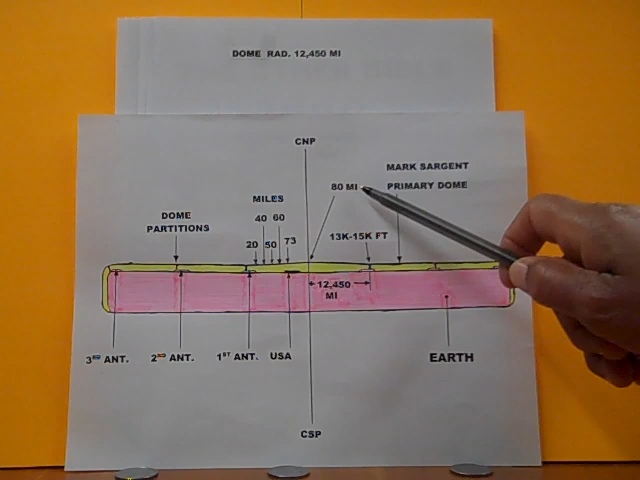 DOME RAD. 12,450 MI
CNP
MARK SARGENT
PRIMARY DOME
80 MI
MILES
40 60
20 50 73
DOME
PARTITIONS
13K-15K FT
12,450
MI
3RD ANT.
2ND ANT.
1ST ANT.
USA
EARTH
CSP